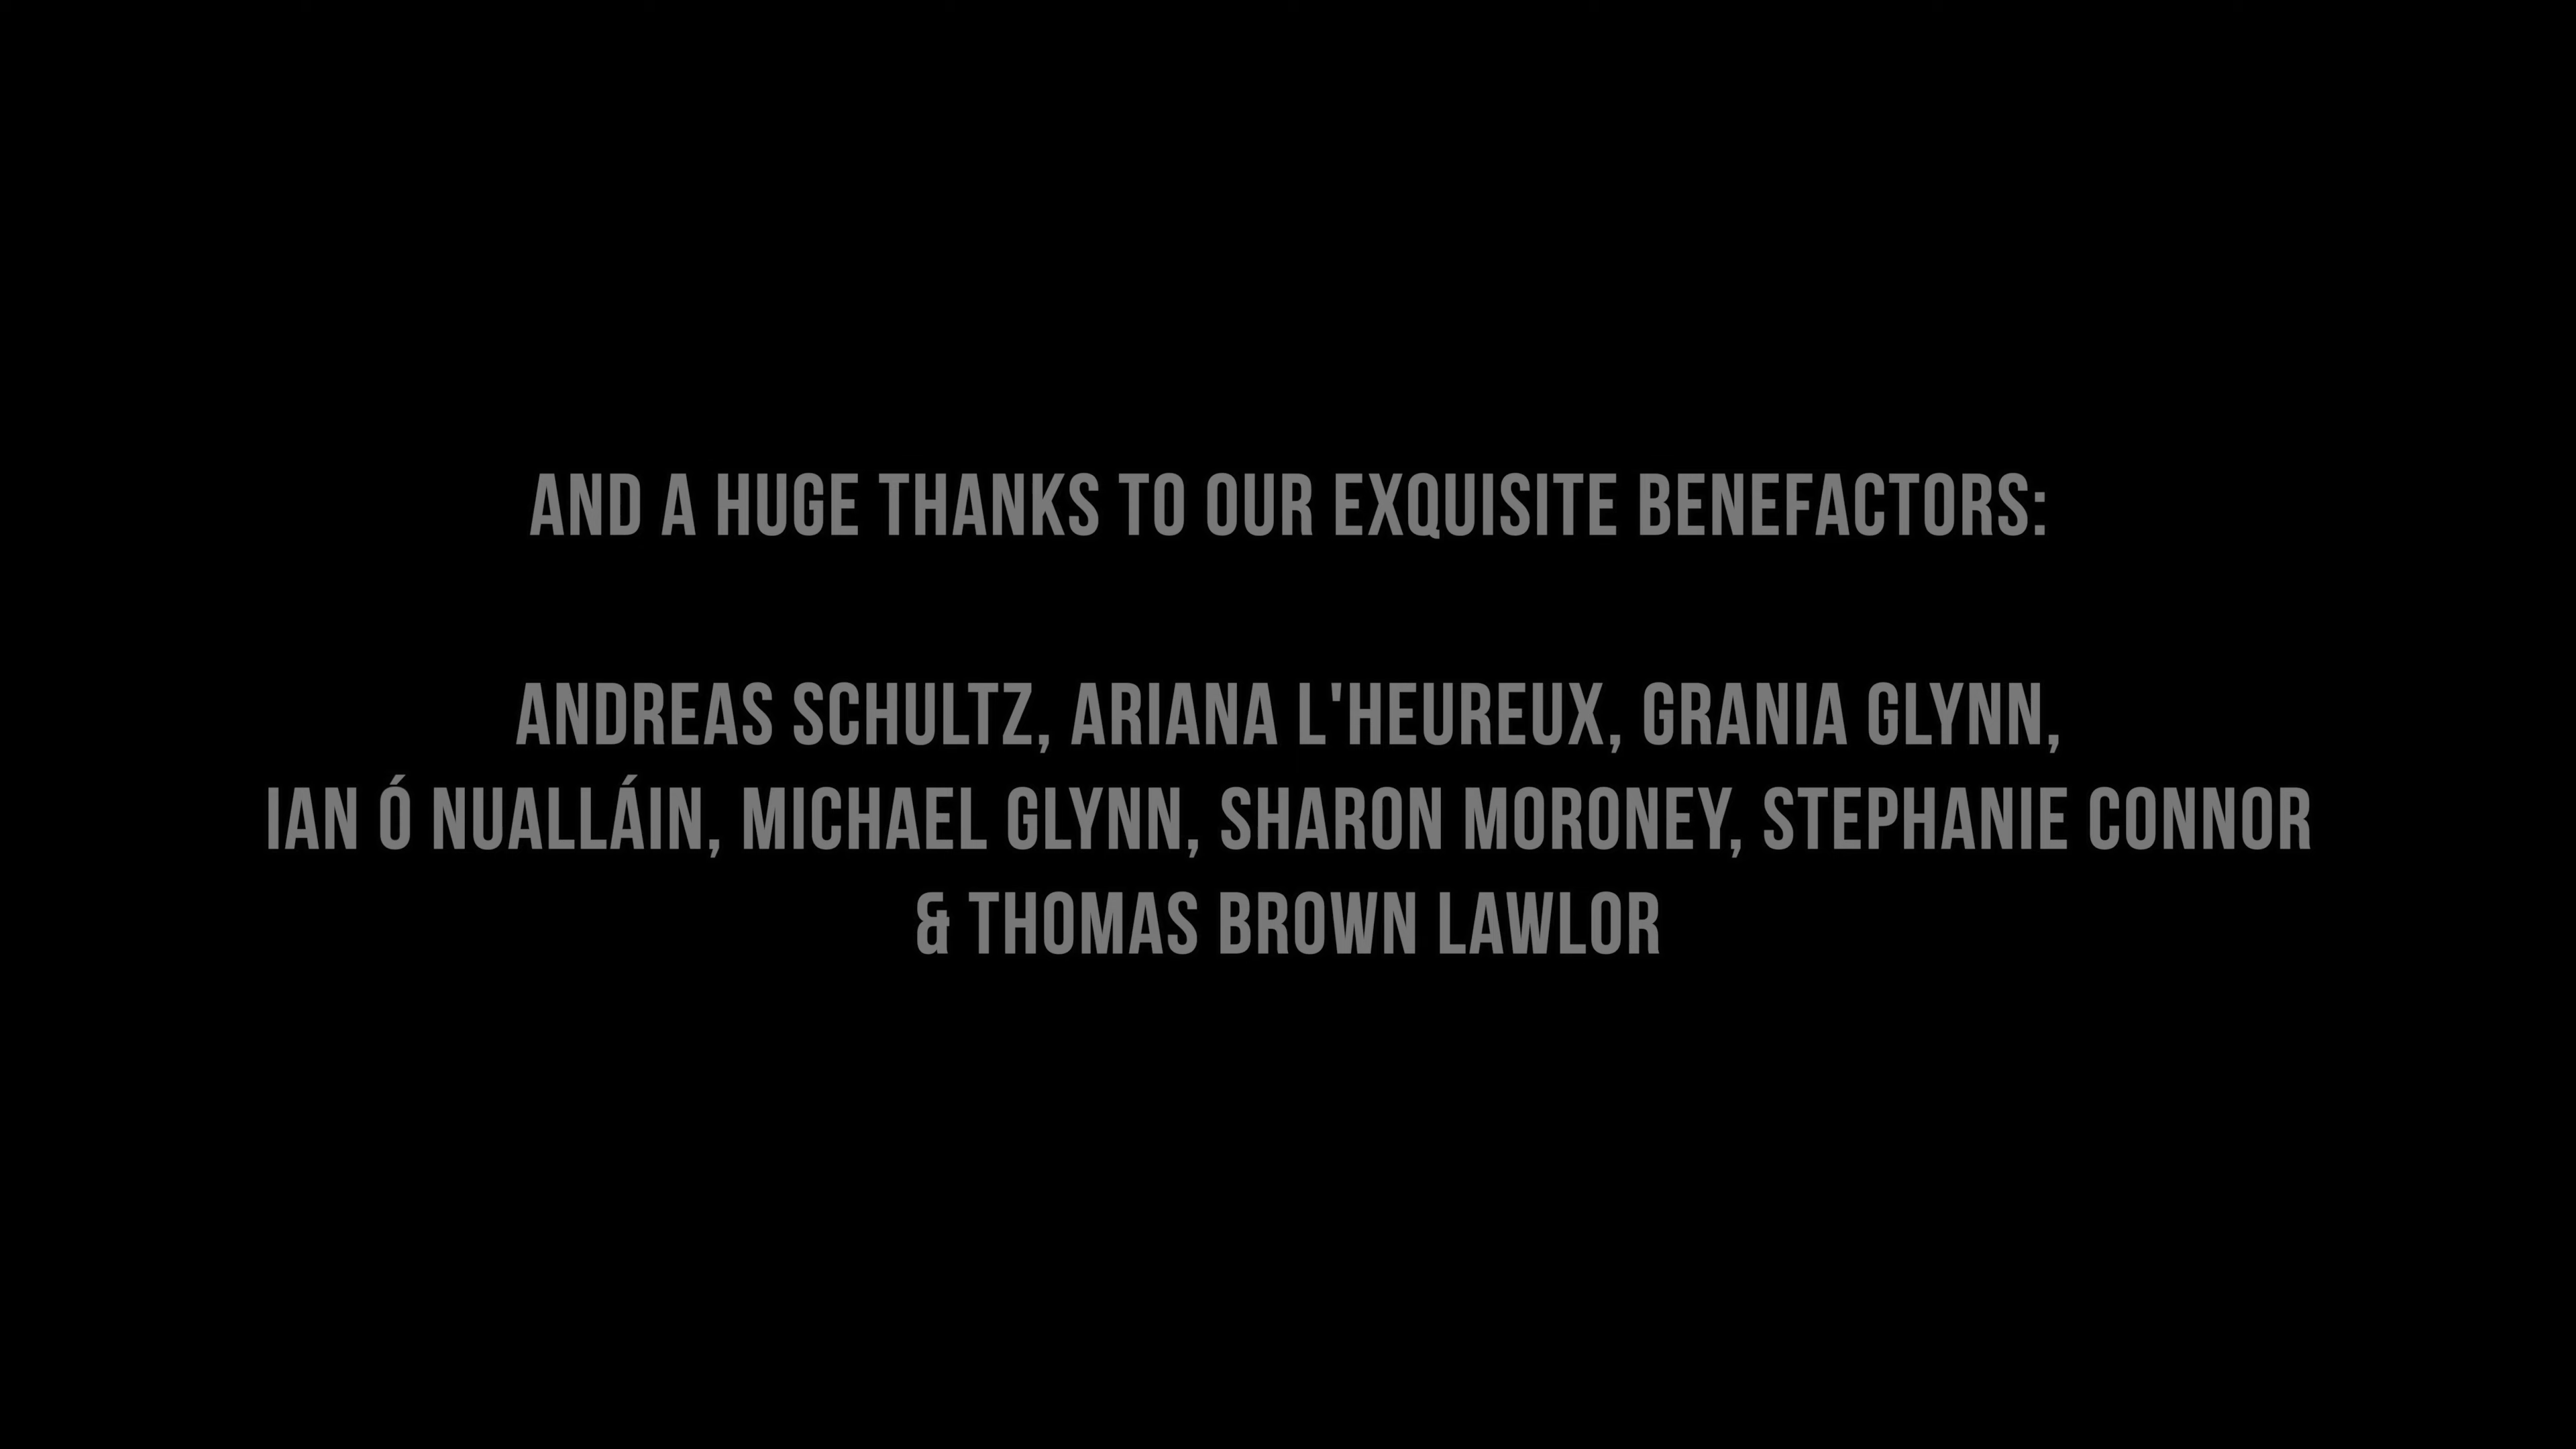 AND A HUGE THANKS TO OUR EXQUISITE BENEFACTORS:
ANDREAS SCHULTZ, ARIANA L'HEUREUX, GRANIA GLYNN,
IAN Ó NUALLÁIN, MICHAEL GLYNN, SHARON MORONEY, STEPHANIE CONNOR
& THOMAS BROWN LAWLOR